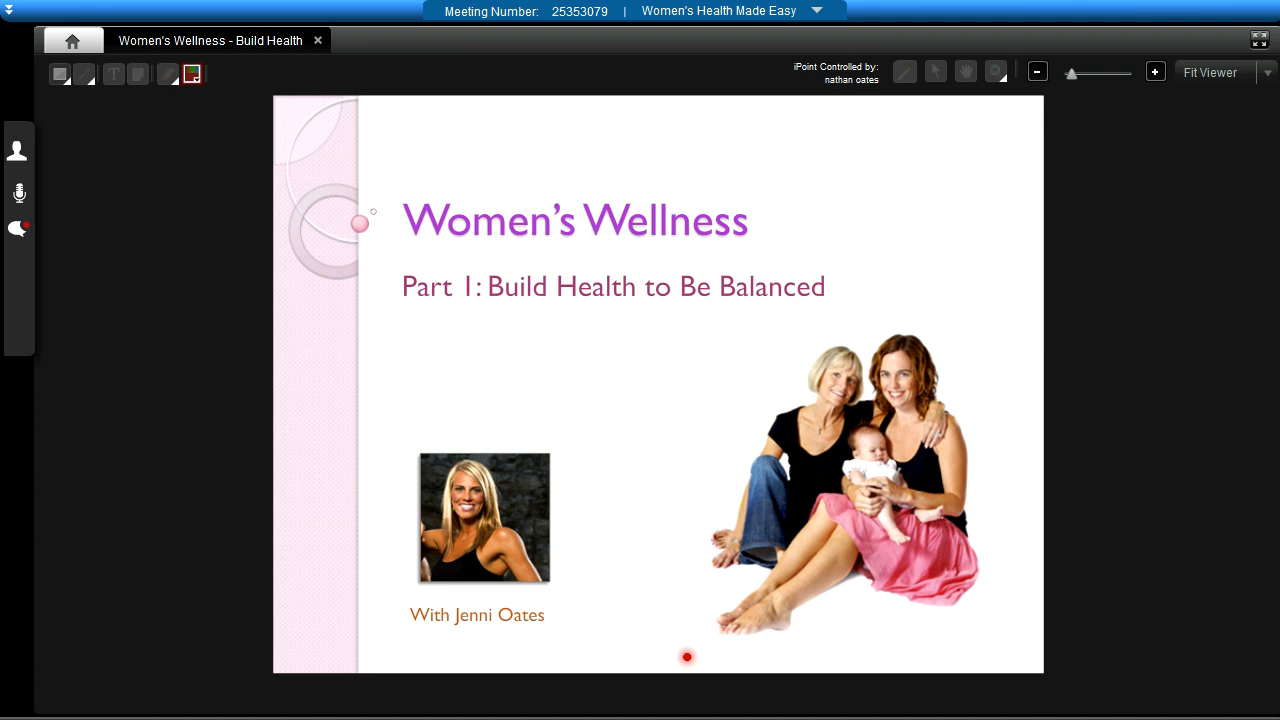 Meeting Number: 25353079 | Women's Health Made Easy
Women's Wellness - Build Health
T
iPoint Controlled by:
nathan oates
Fit Viewer
Women's Wellness
Part 1: Build Health to Be Balanced
With Jenni Oates